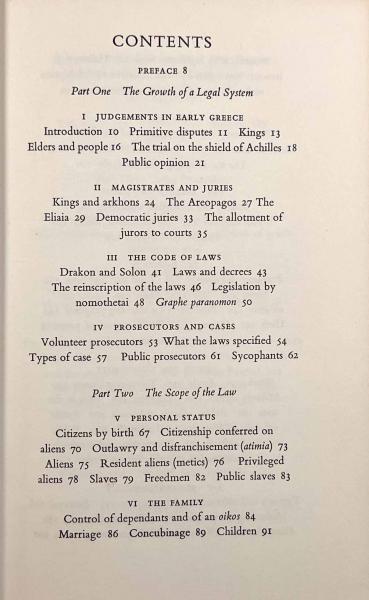 CONTENTS
PREFACE 8
Part One The Growth of a Legal System
I JUDGEMENTS IN EARLY GREECE
Introduction 10 Primitive disputes 11 Kings 13
Elders and people 16 The trial on the shield of Achilles 18
Public opinion 21
II MAGISTRATES AND JURIES
Kings and arkhons 24 The Areopagos 27 The
Eliaia 29 Democratic juries 33 The allotment of
jurors to courts 35
III THE CODE OF LAWS
Drakon and Solon 41 Laws and decrees 43
The reinscription of the laws 46 Legislation by
nomothetai 48 Graphe paranomon 50
IV PROSECUTORS AND CASES
Volunteer prosecutors 53 What the laws specified 54
Types of case 57 Public prosecutors 61 Sycophants 62
Part Two The Scope of the Law
V PERSONAL STATUS
Citizens by birth 67 Citizenship conferred on
aliens 70 Outlawry and disfranchisement (atimia) 73
Aliens 75 Resident aliens (metics) 76 Privileged
aliens 78 Slaves 79 Freedmen 82 Public slaves 83
VI THE FAMILY
Control of dependants and of an oikos 84
Marriage 86 Concubinage 89 Children 91